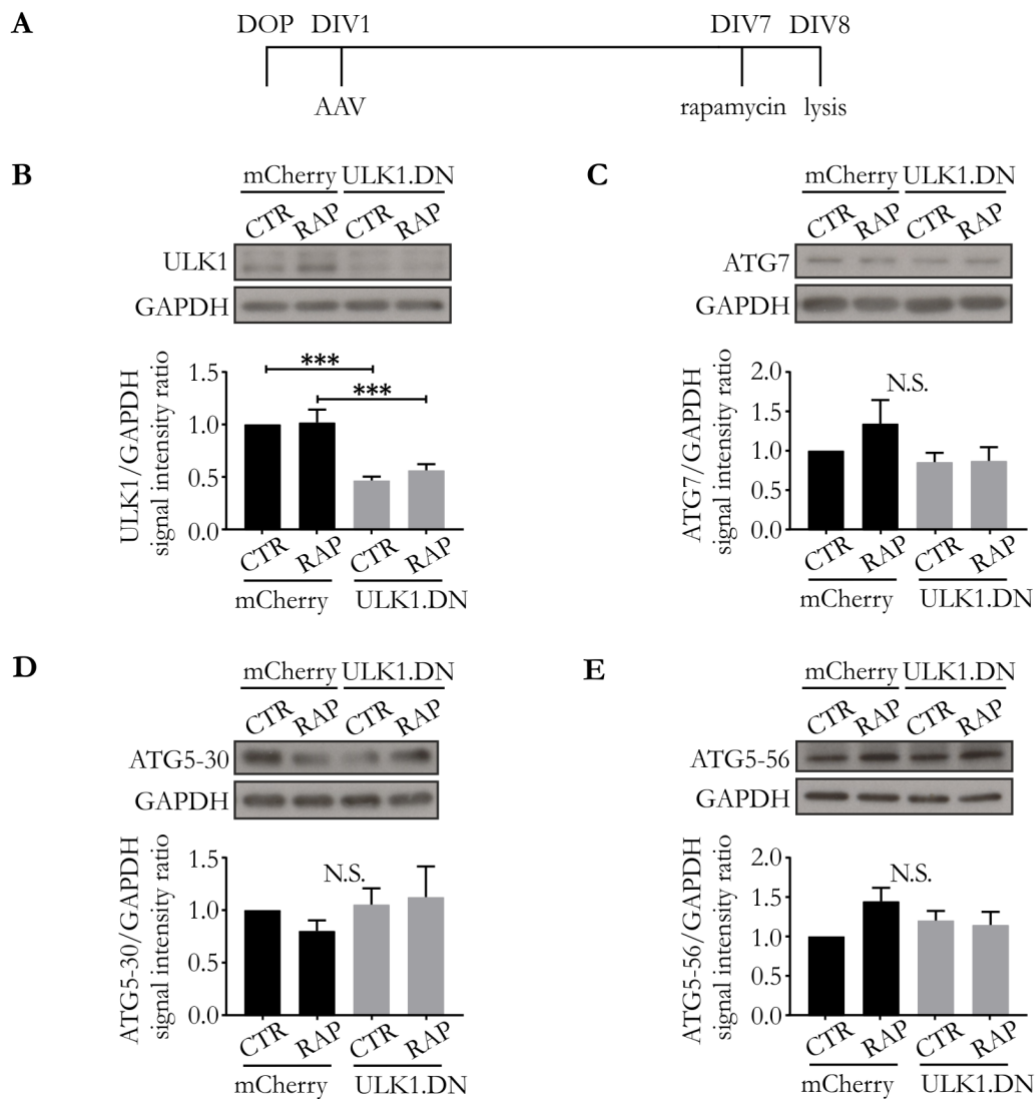 A
DOP DIV1 DIV7 DIV8
AAV rapamycin lysis
B
mCherry ULK1.DN
CTR RAP CTR RAP
ULK1
GAPDH
ULK1/GAPDH
signal intensity ratio
1.5
1.0
0.5
0.0
***
***
CTR RAP CTR RAP
mCherry ULK1.DN
C
mCherry ULK1.DN
CTR RAP CTR RAP
ATG7
GAPDH
ATG7/GAPDH
signal intensity ratio
2.0
1.5
1.0
0.5
0.0
N.S.
CTR RAP CTR RAP
mCherry ULK1.DN
D
mCherry ULK1.DN
CTR RAP CTR RAP
ATG5-30
GAPDH
ATG5-30/GAPDH
signal intensity ratio
1.5
1.0
0.5
0.0
N.S.
CTR RAP CTR RAP
mCherry ULK1.DN
E
mCherry ULK1.DN
CTR RAP CTR RAP
ATG5-56
GAPDH
ATG5-56/GAPDH
signal intensity ratio
2.0
1.5
1.0
0.5
0.0
N.S.
CTR RAP CTR RAP
mCherry ULK1.DN